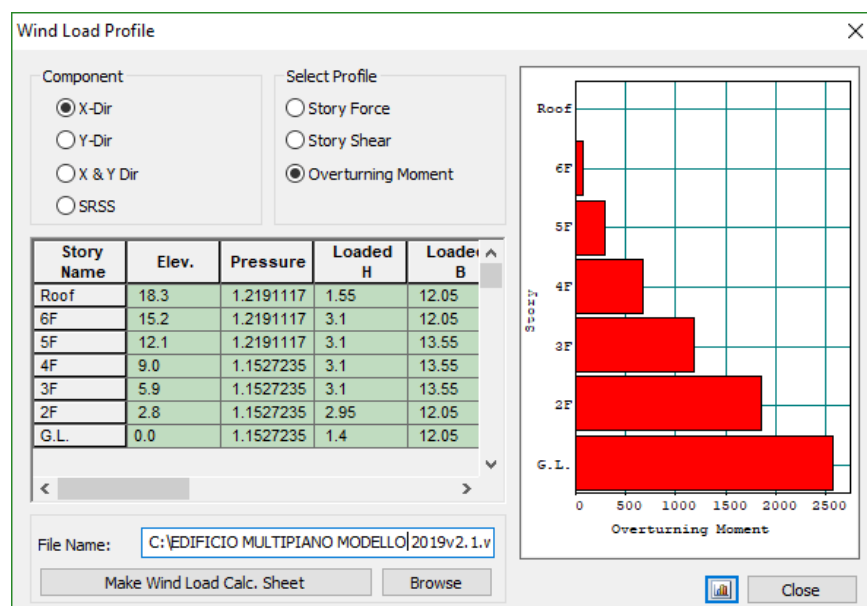 Wind Load Profile
Component
X-Dir
Y-Dir
X & Y Dir
SRSS
Select Profile
Story Force
Story Shear
Overturning Moment
Story Name Elev. Pressure Loaded H Loaded B
Roof 18.3 1.2191117 1.55 12.05
6F 15.2 1.2191117 3.1 12.05
5F 12.1 1.2191117 3.1 13.55
4F 9.0 1.1527235 3.1 13.55
3F 5.9 1.1527235 3.1 13.55
2F 2.8 1.1527235 2.95 12.05
G.L. 0.0 1.1527235 1.4 12.05
File Name: C:\EDIFICIO MULTIPIANO MODELLO 2019v2.1.v
Make Wind Load Calc. Sheet Browse
Roof
6F
5F
4F
3F
2F
G.L.
Story
0 500 1000 1500 2000 2500
Overturning Moment
Close